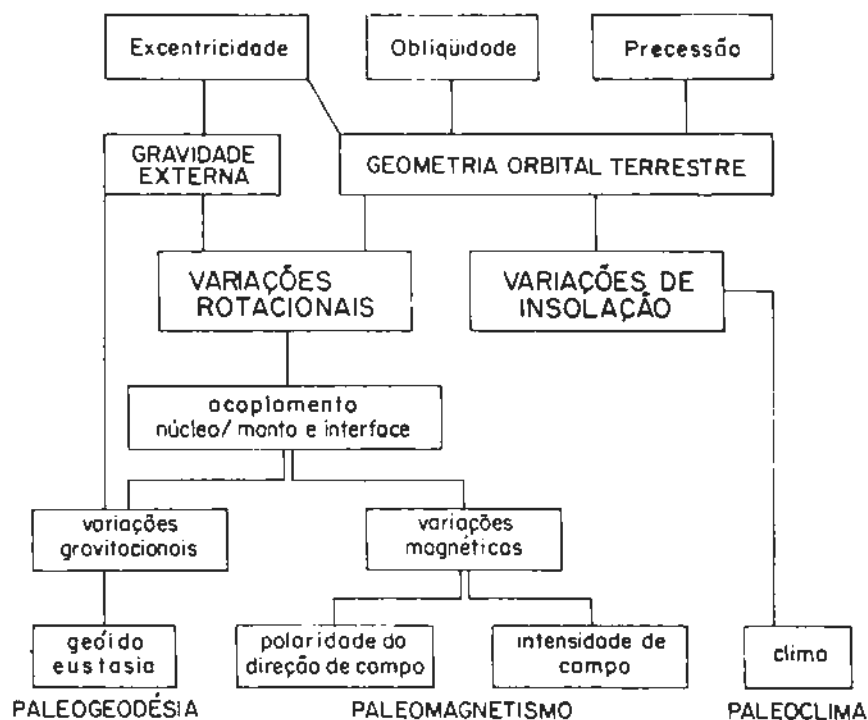 Excentricidade
Obliqüidade
Precessão
GRAVIDADE
EXTERNA
GEOMETRIA ORBITAL TERRESTRE
VARIAÇÕES
ROTACIONAIS
VARIAÇÕES DE
INSOLAÇÃO
acoplamento
núcleo/ manto e interface
variações
gravitacionais
variações
magnéticas
geóido
eustasia
polaridade da
direção de campo
intensidade de
campo
clima
PALEOGEODÉSIA
PALEOMAGNETISMO
PALEOCLIMA